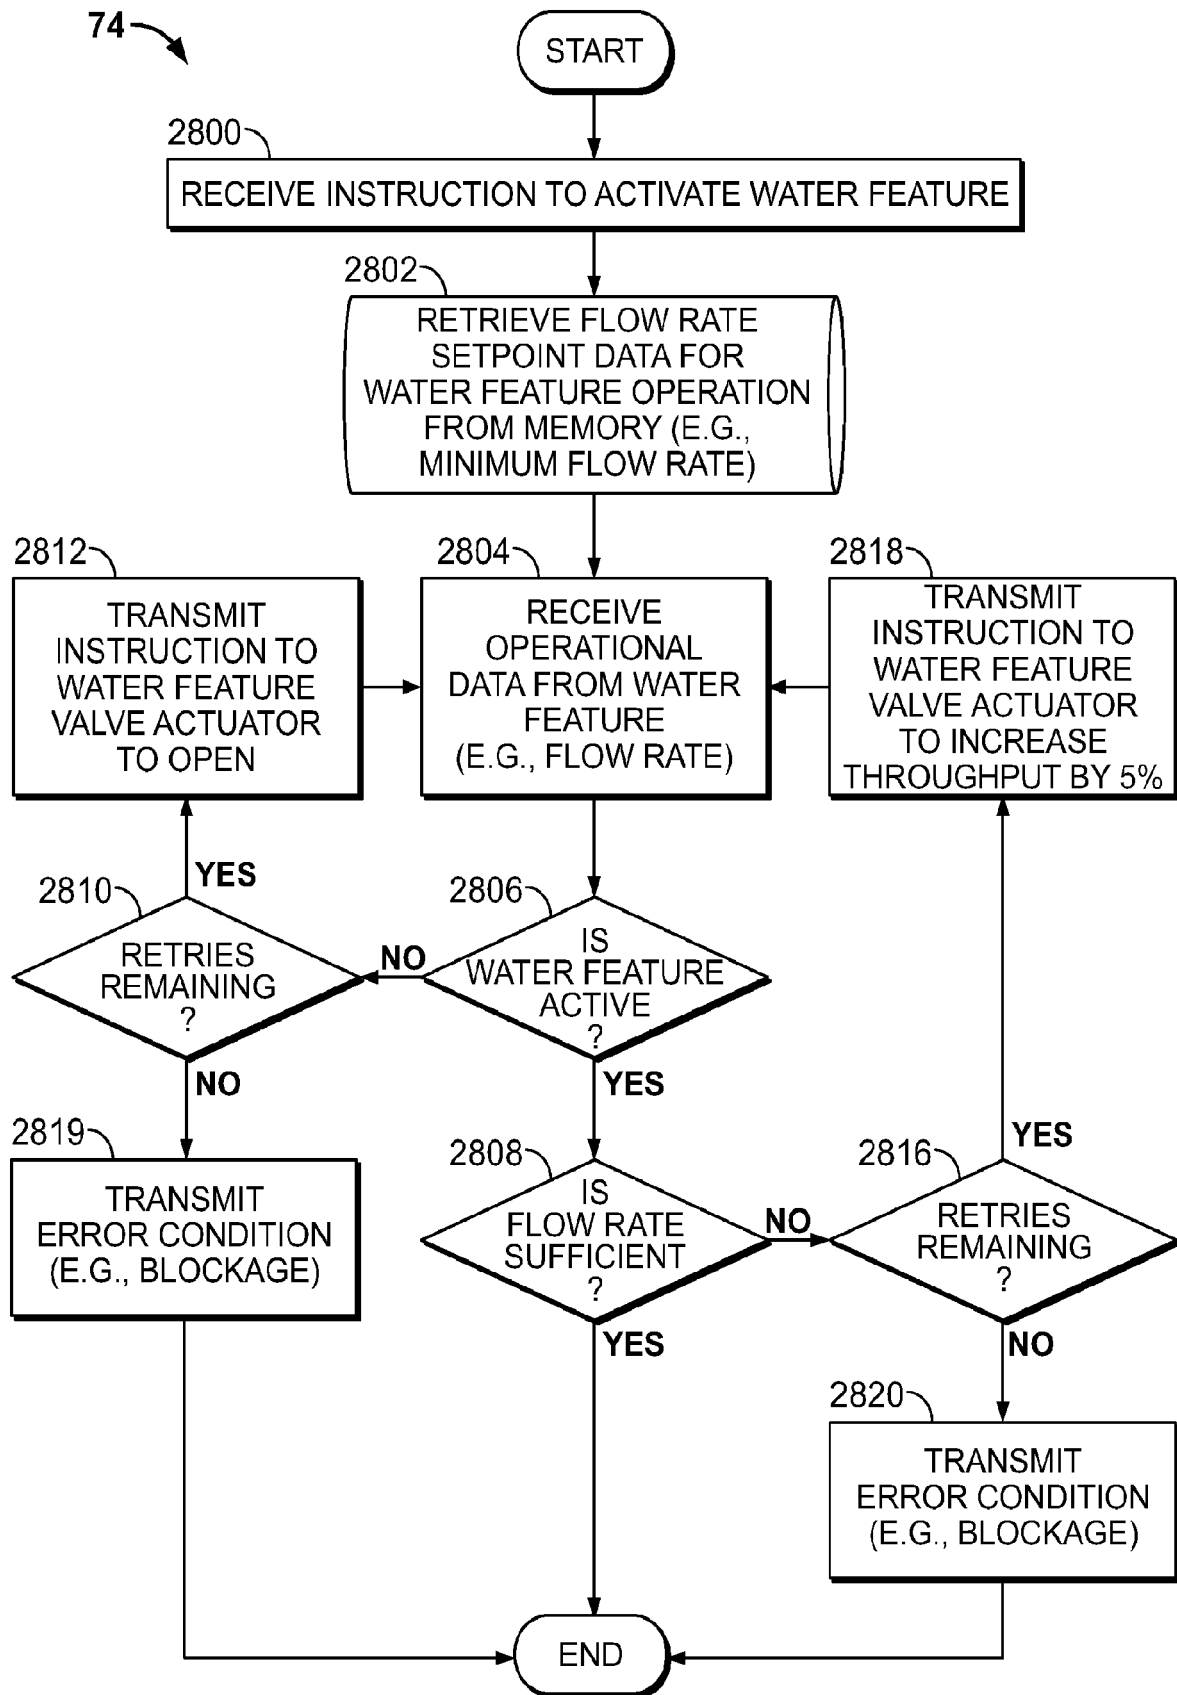 74
START
2800
RECEIVE INSTRUCTION TO ACTIVATE WATER FEATURE
2802
RETRIEVE FLOW RATE
SETPOINT DATA FOR
WATER FEATURE OPERATION
FROM MEMORY (E.G.,
MINIMUM FLOW RATE)
2812
TRANSMIT
INSTRUCTION TO
WATER FEATURE
VALVE ACTUATOR
TO OPEN
2804
RECEIVE
OPERATIONAL
DATA FROM WATER
FEATURE
(E.G., FLOW RATE)
2818
TRANSMIT
INSTRUCTION TO
WATER FEATURE
VALVE ACTUATOR
TO INCREASE
THROUGHPUT BY 5%
YES
2810
RETRIES
REMAINING
?
NO
2806
IS
WATER FEATURE
ACTIVE
?
NO
YES
2819
TRANSMIT
ERROR CONDITION
(E.G., BLOCKAGE)
2808
IS
FLOW RATE
SUFFICIENT
?
NO
YES
2816
YES
RETRIES
REMAINING
?
NO
2820
TRANSMIT
ERROR CONDITION
(E.G., BLOCKAGE)
END